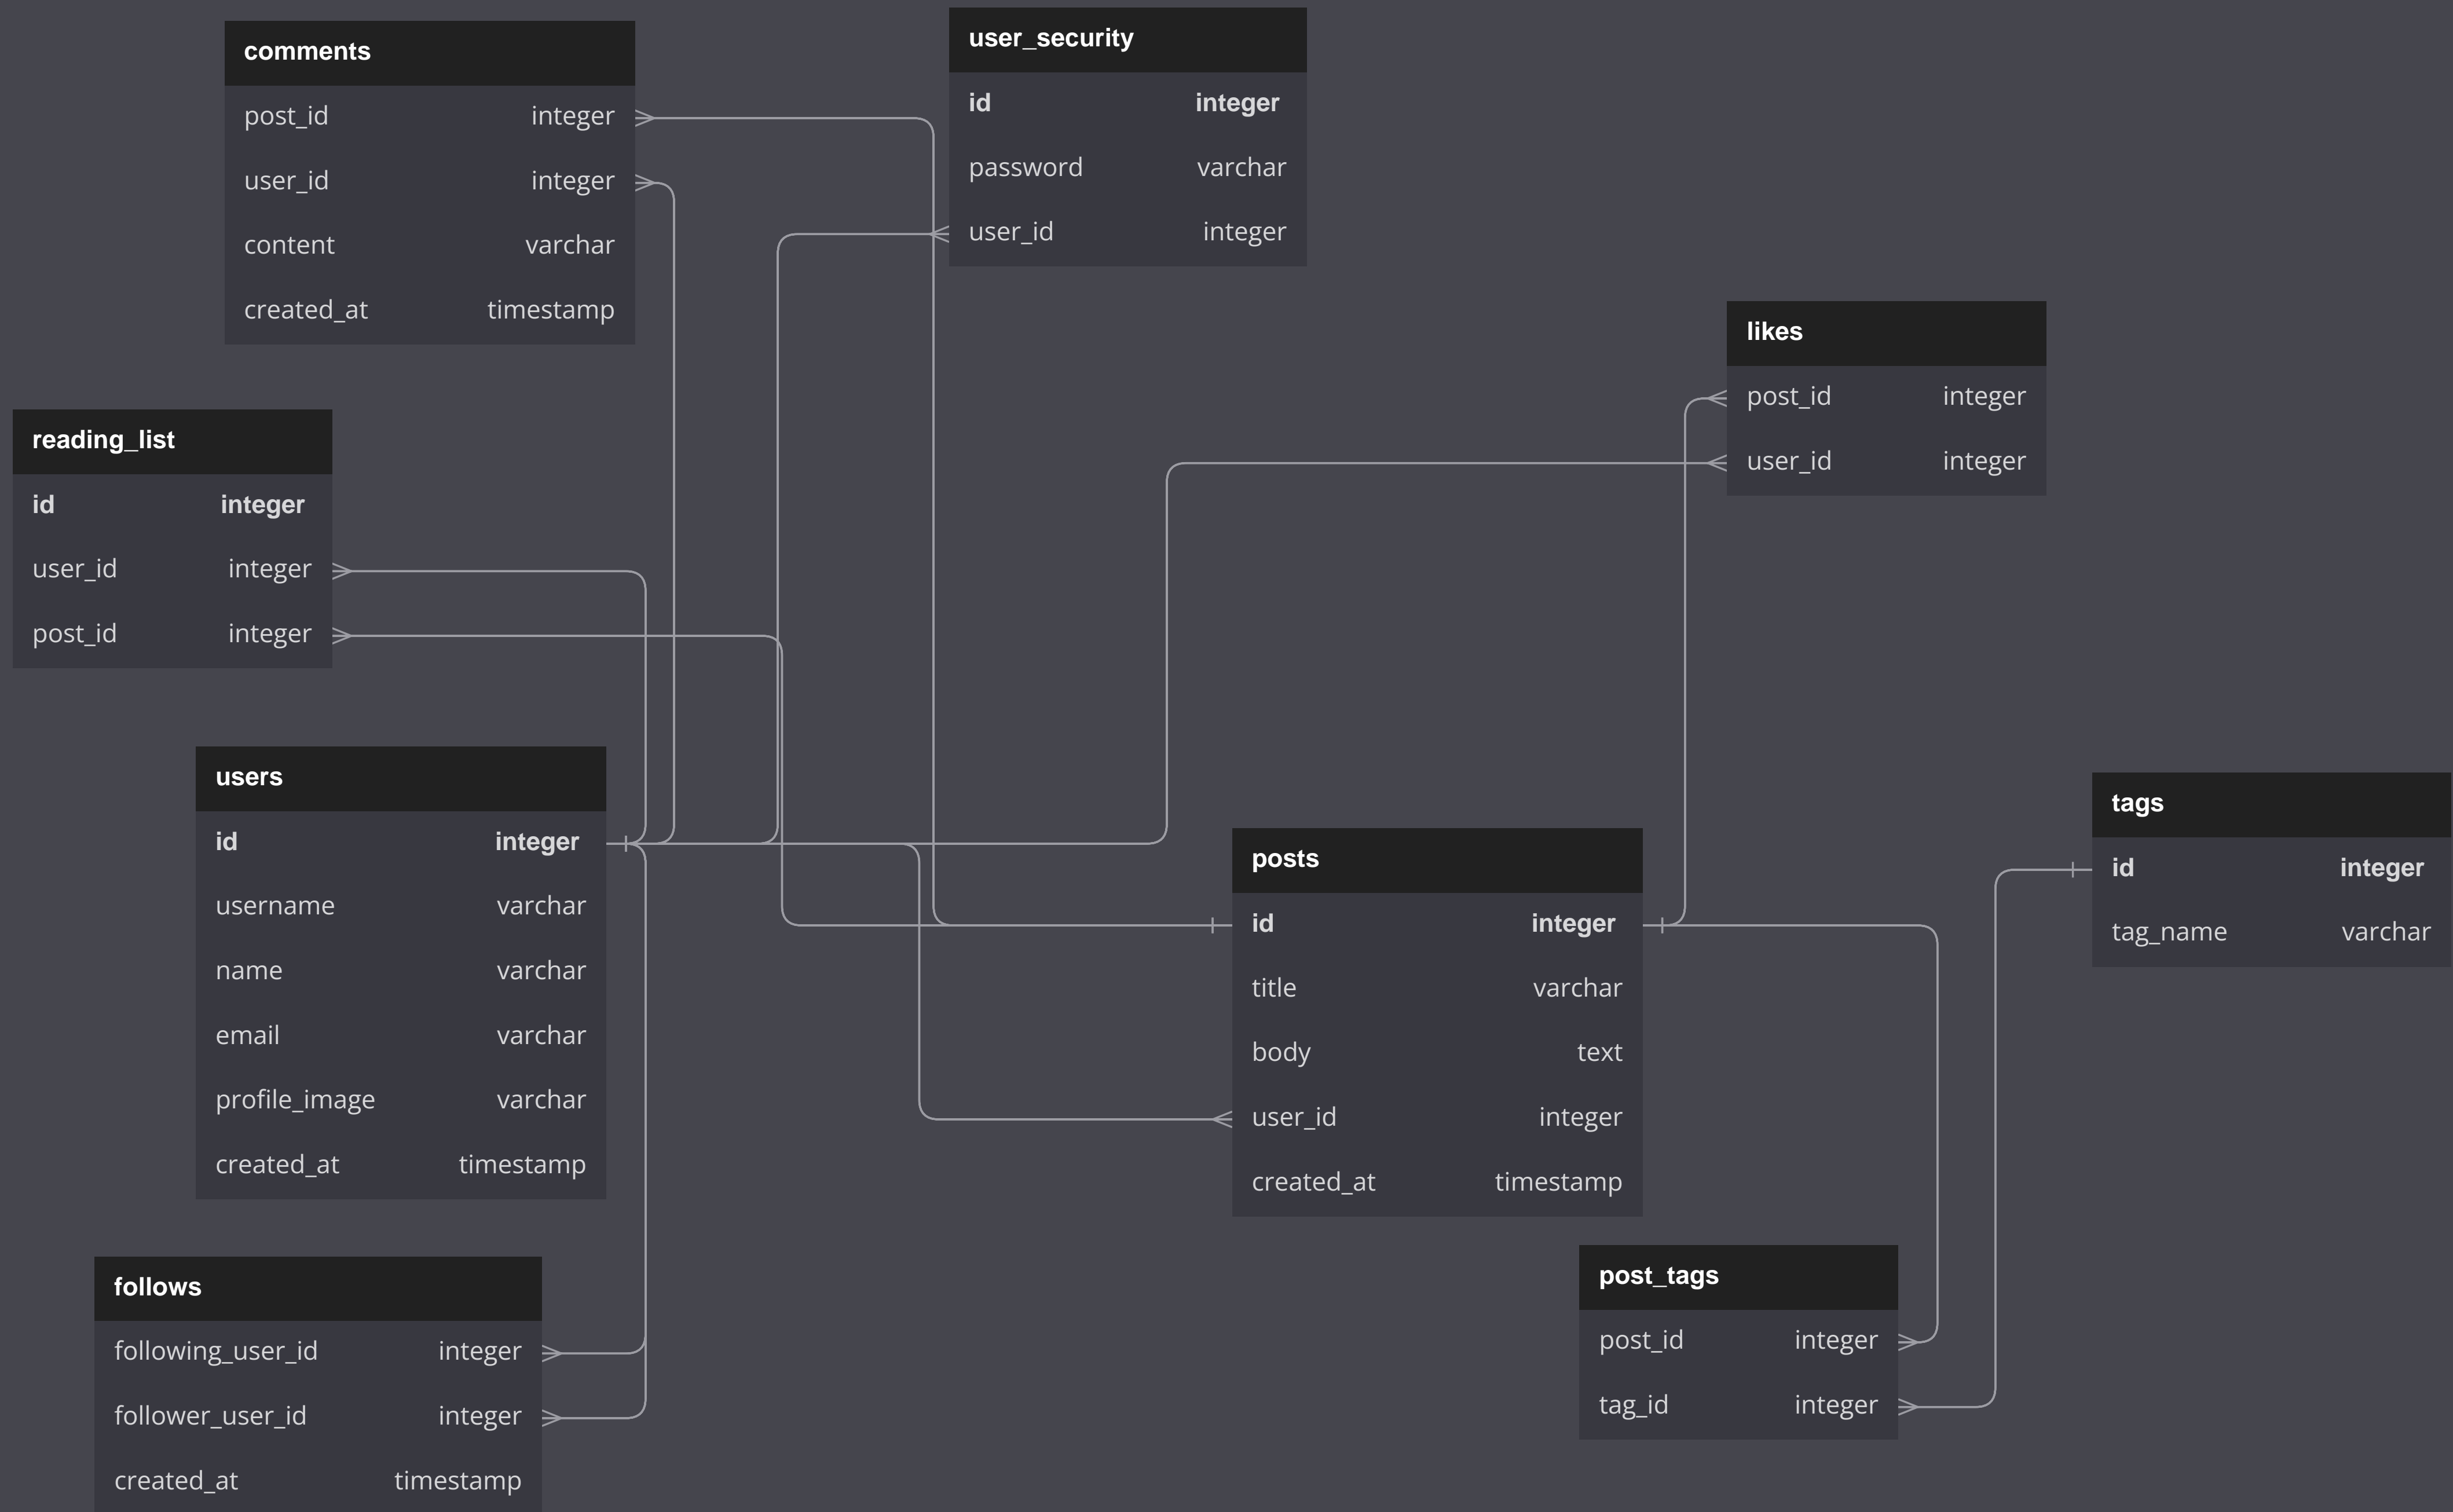 comments
post_id integer
user_id integer
content varchar
created_at timestamp
user_security
id integer
password varchar
user_id integer
likes
post_id integer
user_id integer
reading_list
id integer
user_id integer
post_id integer
users
id integer
username varchar
name varchar
email varchar
profile_image varchar
created_at timestamp
posts
id integer
title varchar
body text
user_id integer
created_at timestamp
tags
id integer
tag_name varchar
follows
following_user_id integer
follower_user_id integer
created_at timestamp
post_tags
post_id integer
tag_id integer